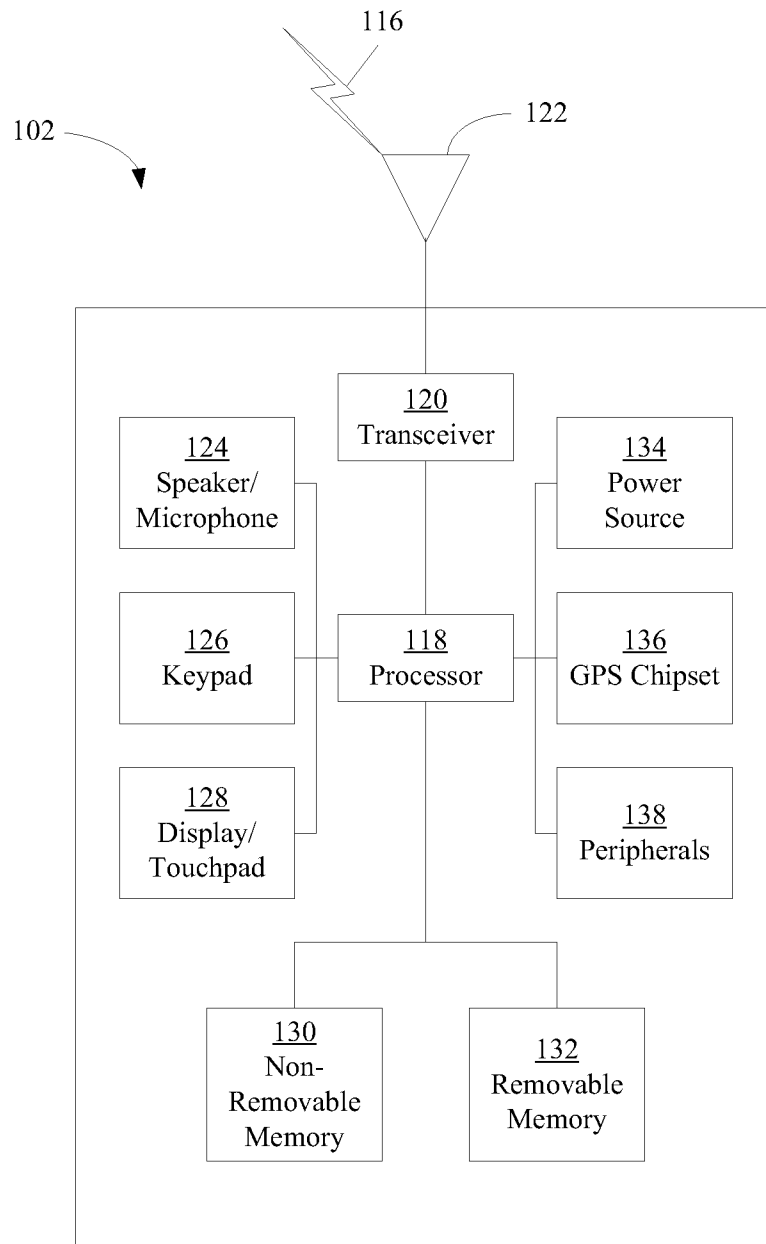 116
102
122
120
Transceiver
124
Speaker/
Microphone
134
Power
Source
126
Keypad
118
Processor
136
GPS Chipset
128
Display/
Touchpad
138
Peripherals
130
Non-
Removable
Memory
132
Removable
Memory